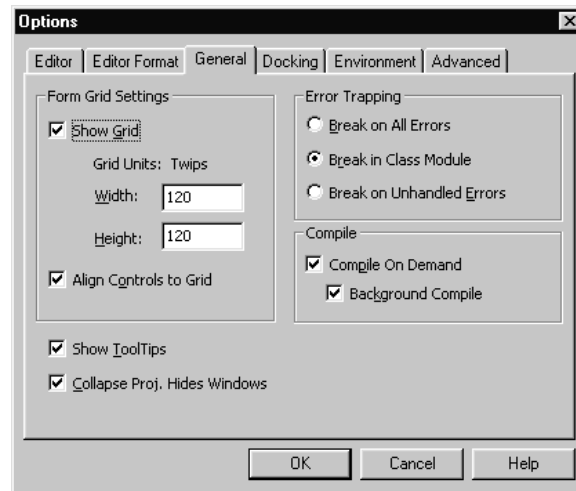 Options
Editor Editor Format General Docking Environment Advanced
Form Grid Settings
Show Grid
Grid Units: Twips
Width: 120
Height: 120
Align Controls to Grid
Error Trapping
Break on All Errors
Break in Class Module
Break on Unhandled Errors
Compile
Compile On Demand
Background Compile
Show ToolTips
Collapse Proj. Hides Windows
OK Cancel Help